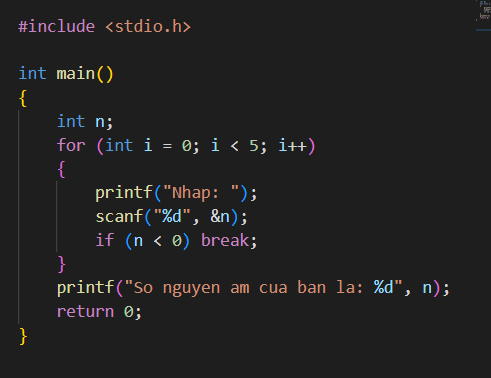 #include <stdio.h>
int main()
{
    int n;
    for (int i = 0; i < 5; i++)
    {
        printf("Nhap: ");
        scanf("%d", &n);
        if (n < 0) break;
    }
    printf("So nguyen am cua ban la: %d", n);
    return 0;
}